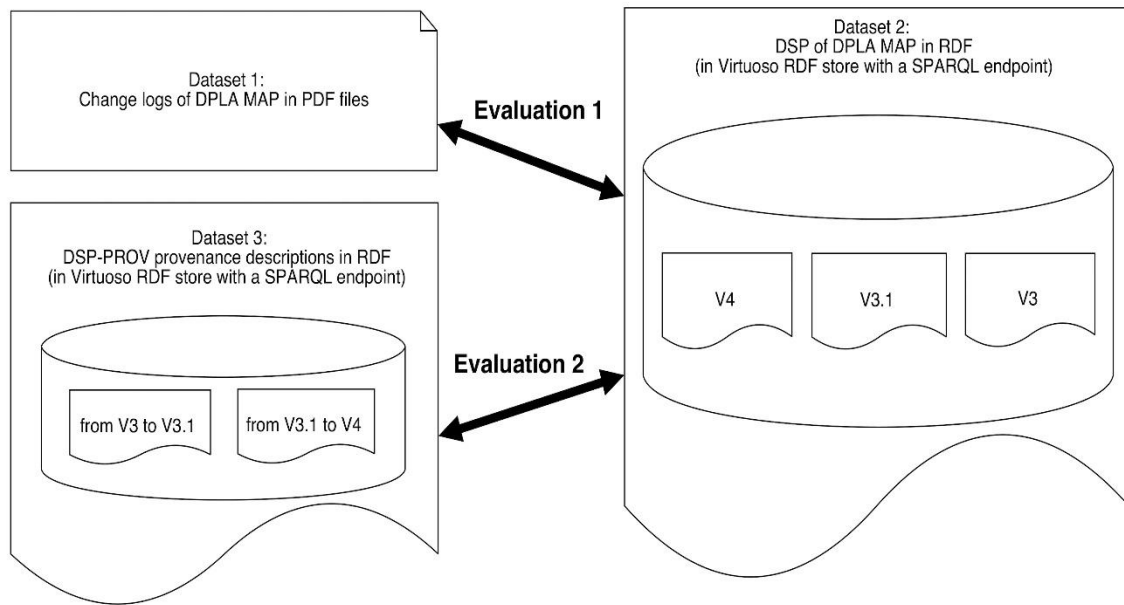 Dataset 1:
Change logs of DPLA MAP in PDF files
Evaluation 1
Dataset 2:
DSP of DPLA MAP in RDF
(in Virtuoso RDF store with a SPARQL endpoint)
V4
V3.1
V3
Dataset 3:
DSP-PROV provenance descriptions in RDF
(in Virtuoso RDF store with a SPARQL endpoint)
from V3 to V3.1
from V3.1 to V4
Evaluation 2